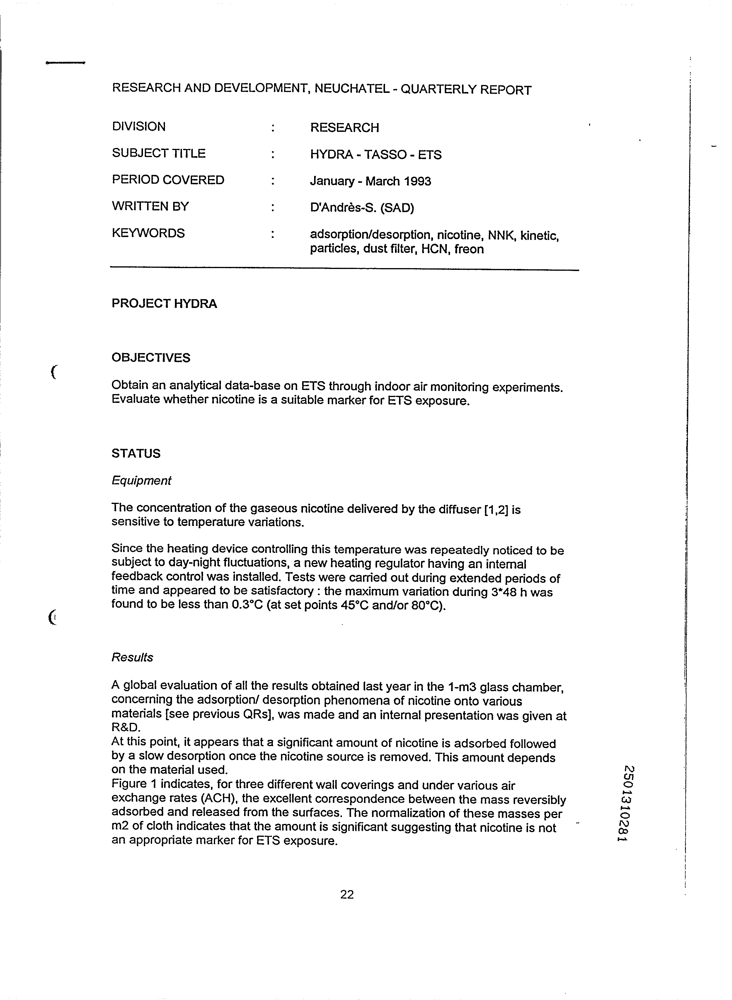 RESEARCH AND DEVELOPMENT, NEUCHATEL - QUARTERLY REPORT
DIVISION : RESEARCH
SUBJECT TITLE : HYDRA - TASSO - ETS
PERIOD COVERED : January - March 1993
WRITTEN BY : D'Andrès-S. (SAD)
KEYWORDS : adsorption/desorption, nicotine, NNK, kinetic,
particles, dust filter, HCN, freon
PROJECT HYDRA
OBJECTIVES
Obtain an analytical data-base on ETS through indoor air monitoring experiments.
Evaluate whether nicotine is a suitable marker for ETS exposure.
STATUS
Equipment
The concentration of the gaseous nicotine delivered by the diffuser [1,2] is
sensitive to temperature variations.
Since the heating device controlling this temperature was repeatedly noticed to be
subject to day-night fluctuations, a new heating regulator having an internal
feedback control was installed. Tests were carried out during extended periods of
time and appeared to be satisfactory : the maximum variation during 3*48 h was
found to be less than 0.3°C (at set points 45°C and/or 80°C).
Results
A global evaluation of all the results obtained last year in the 1-m3 glass chamber,
concerning the adsorption/ desorption phenomena of nicotine onto various
materials [see previous QRs], was made and an internal presentation was given at
R&D.
At this point, it appears that a significant amount of nicotine is adsorbed followed
by a slow desorption once the nicotine source is removed. This amount depends
on the material used.
Figure 1 indicates, for three different wall coverings and under various air
exchange rates (ACH), the excellent correspondence between the mass reversibly
adsorbed and released from the surfaces. The normalization of these masses per
m2 of cloth indicates that the amount is significant suggesting that nicotine is not
an appropriate marker for ETS exposure.
2501310281
22